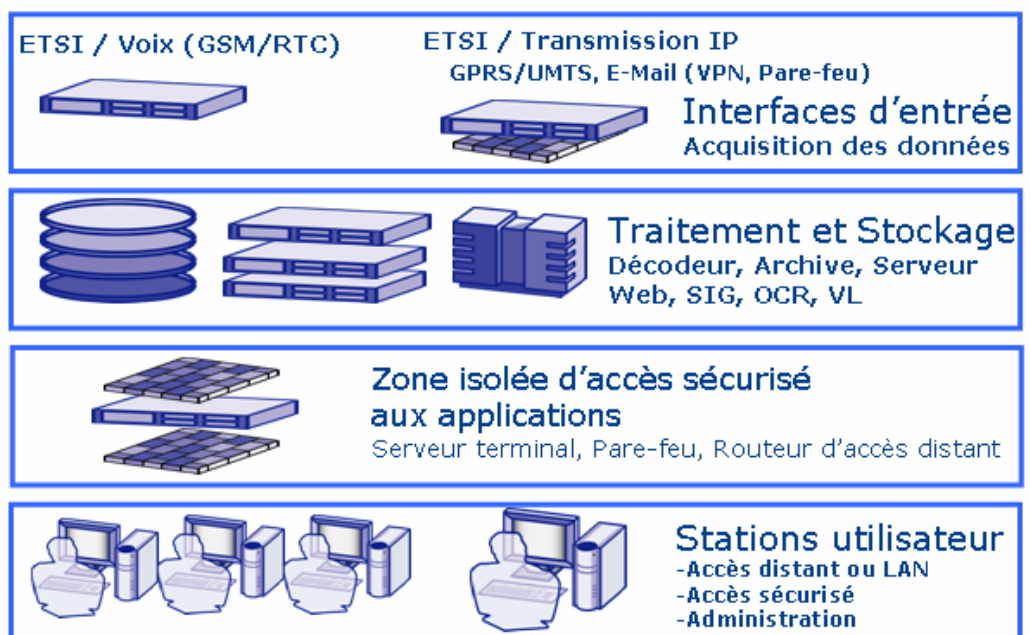 ETSI / Voix (GSM/RTC)
ETSI / Transmission IP
GPRS/UMTS, E-Mail (VPN, Pare-feu)
Interfaces d'entrée
Acquisition des données
Traitement et Stockage
Décodeur, Archive, Serveur
Web, SIG, OCR, VL
Zone isolée d'accès sécurisé
aux applications
Serveur terminal, Pare-feu, Routeur d'accès distant
Stations utilisateur
-Accès distant ou LAN
-Accès sécurisé
-Administration